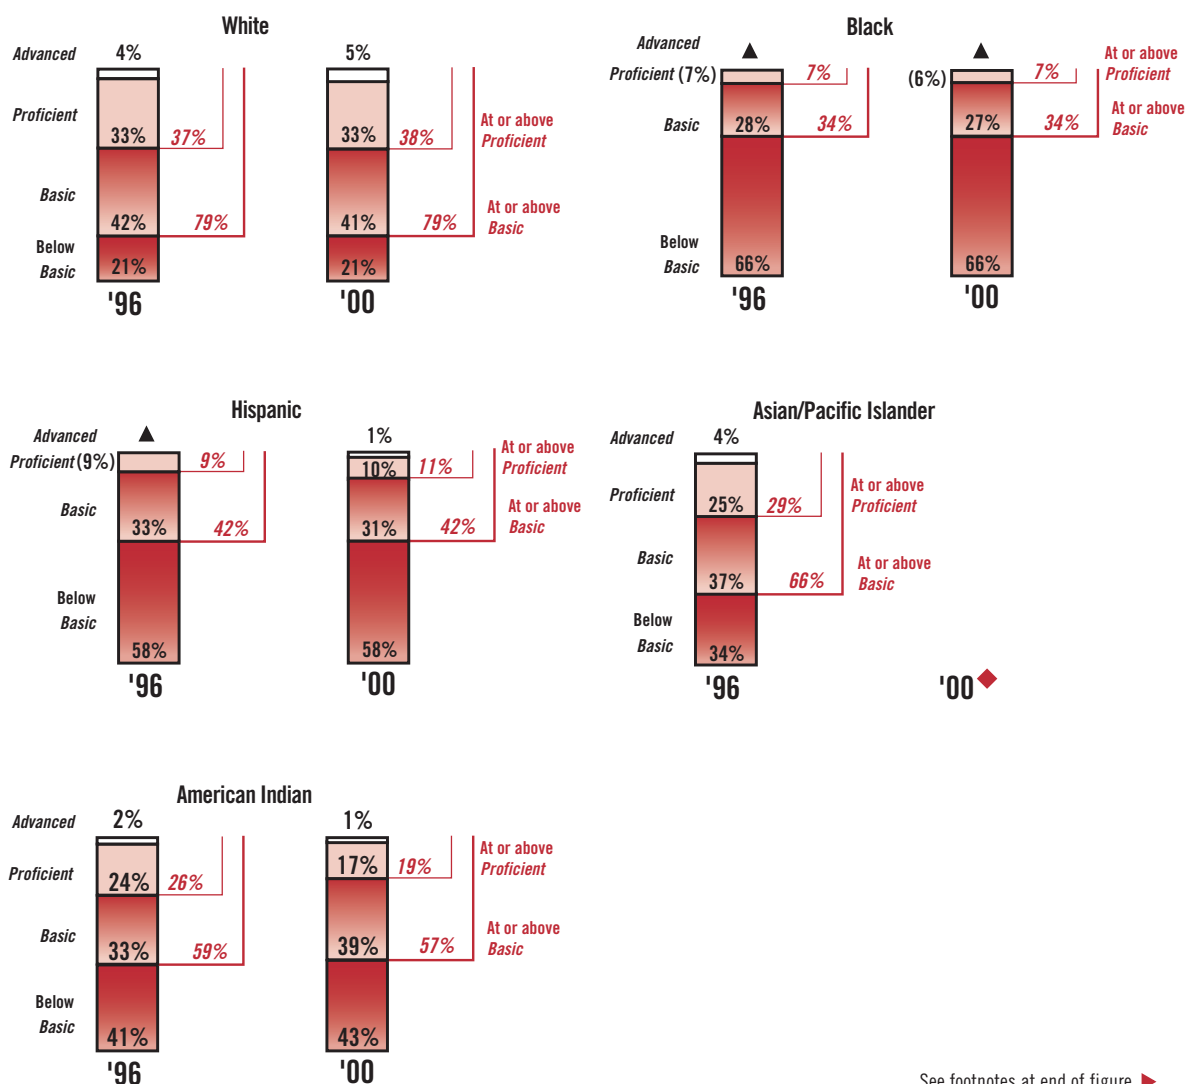 White
Advanced 4% 5%
Proficient
33% 37% 33% 38% At or above
Proficient
Basic
42% 79% 41% 79% At or above
Basic
Below
Basic 21% 21%
'96 '00
Black
Advanced ▲ ▲
Proficient (7%) 7% (6%) 7% At or above
Proficient
Basic 28% 34% 27% 34% At or above
Basic
Below
Basic 66% 66%
'96 '00
Hispanic
Advanced ▲ 1%
Proficient (9%) 9% 10% 11% At or above
Proficient
Basic
33% 42% 31% 42% At or above
Basic
Below
Basic
58% 58%
'96 '00
Asian/Pacific Islander
Advanced 4%
Proficient
25% 29% At or above
Proficient
Basic
37% 66% At or above
Basic
Below
Basic 34%
'96 '00◆
American Indian
Advanced 2% 1%
Proficient 24% 26% 17% 19% At or above
Proficient
Basic
33% 59% 39% 57% At or above
Basic
Below
Basic 41% 43%
'96 '00
See footnotes at end of figure. ▶